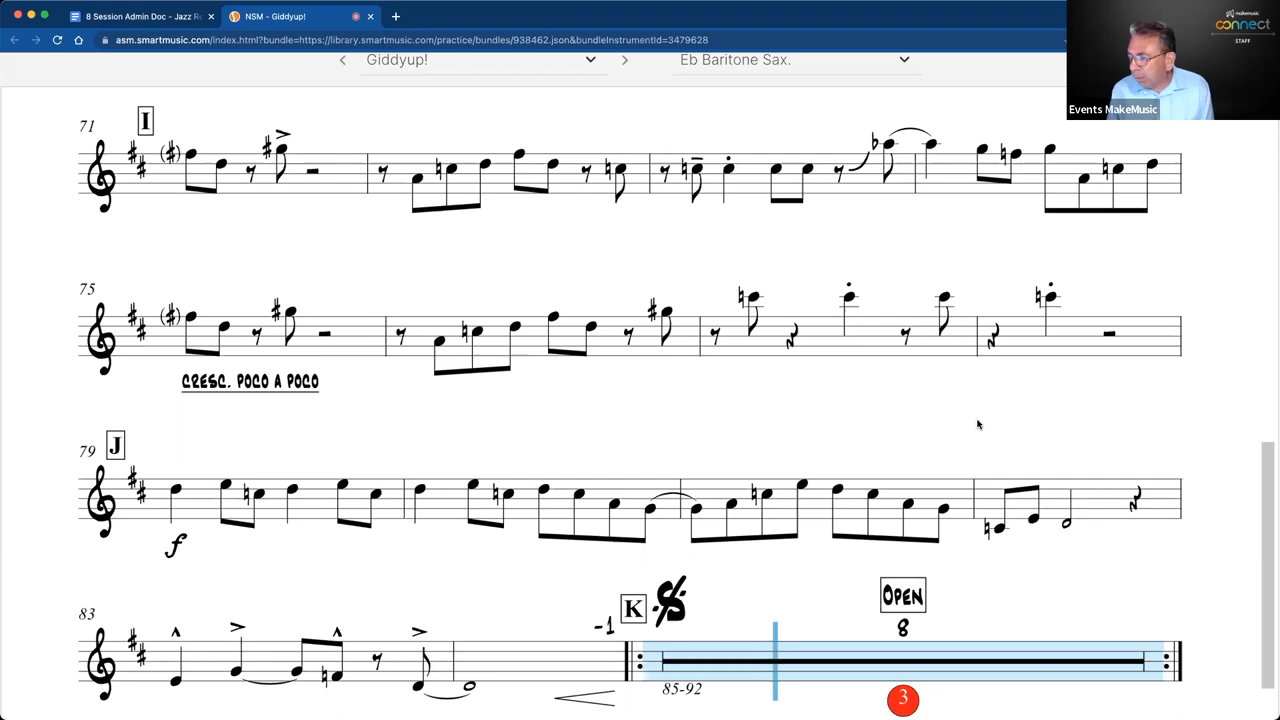 8 Session Admin Doc - Jazz R
NSM - Giddyup!
makemusic
connect
STAFF
asm.smartmusic.com/index.html?bundle=https://library.smartmusic.com/practice/bundles/938462.json&bundleInstrumentId=3479628
Giddyup!
Eb Baritone Sax.
Events MakeMusic
71
I
75
CRESC. POCO A POCO
79
J
f
83
-1
K
OPEN
8
85-92
3